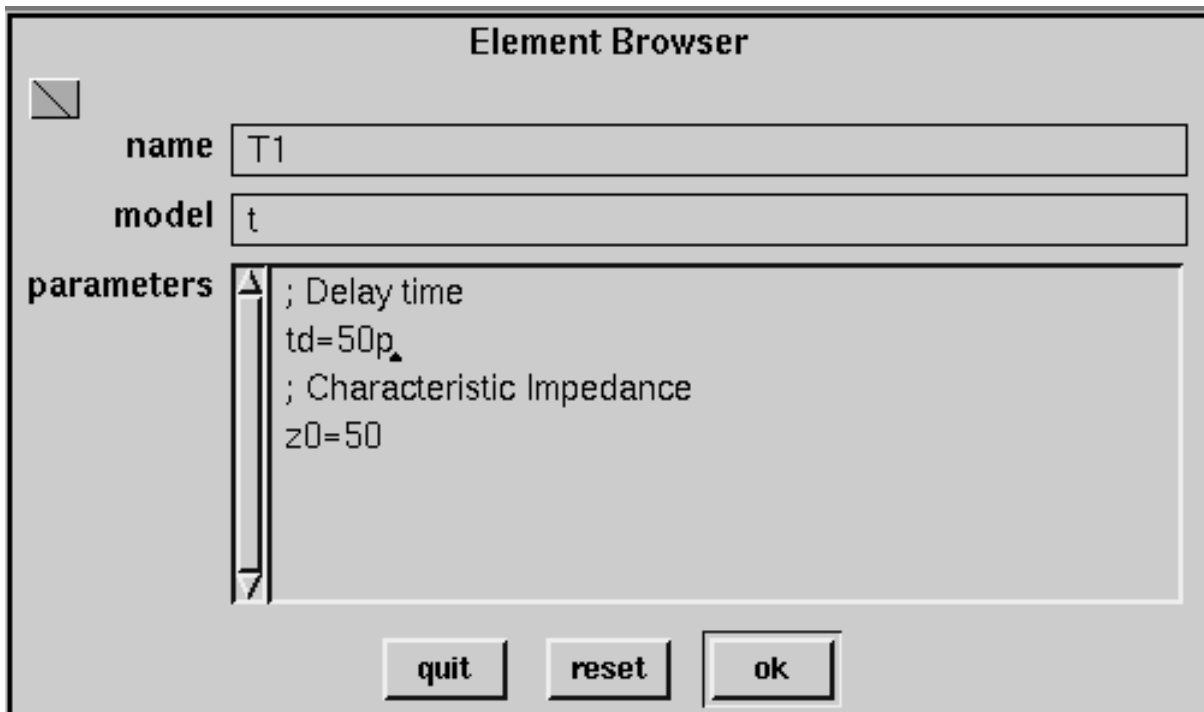 Element Browser
name T1
model t
parameters ; Delay time
td=50p
; Characteristic Impedance
z0=50
quit reset ok